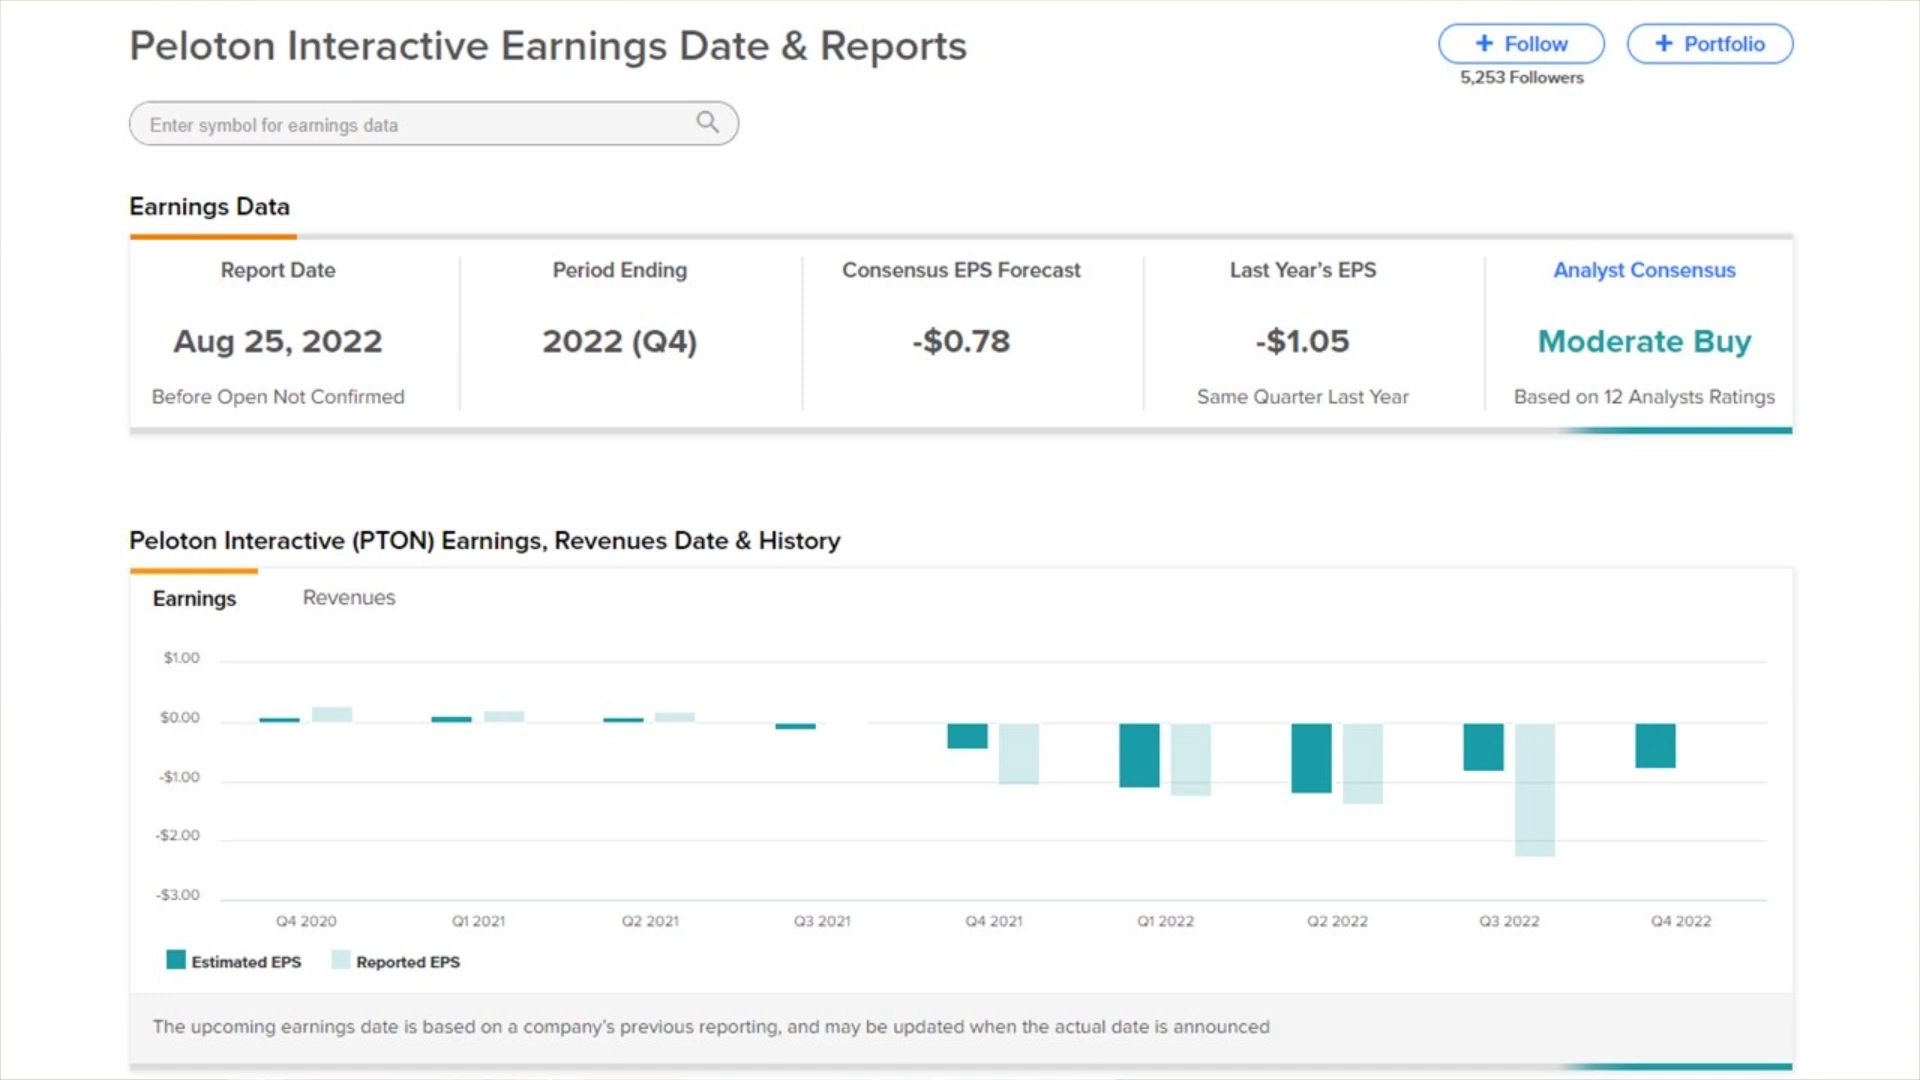 Peloton Interactive Earnings Date & Reports
+ Follow
+ Portfolio
5,253 Followers
Enter symbol for earnings data
Earnings Data
Report Date
Aug 25, 2022
Before Open Not Confirmed
Period Ending
2022 (Q4)
Consensus EPS Forecast
-$0.78
Last Year's EPS
-$1.05
Same Quarter Last Year
Analyst Consensus
Moderate Buy
Based on 12 Analysts Ratings
Peloton Interactive (PTON) Earnings, Revenues Date & History
Earnings Revenues
$1.00
$0.00
-$1.00
-$2.00
-$3.00
Q4 2020 Q1 2021 Q2 2021 Q3 2021 Q4 2021 Q1 2022 Q2 2022 Q3 2022 Q4 2022
Estimated EPS Reported EPS
The upcoming earnings date is based on a company's previous reporting, and may be updated when the actual date is announced